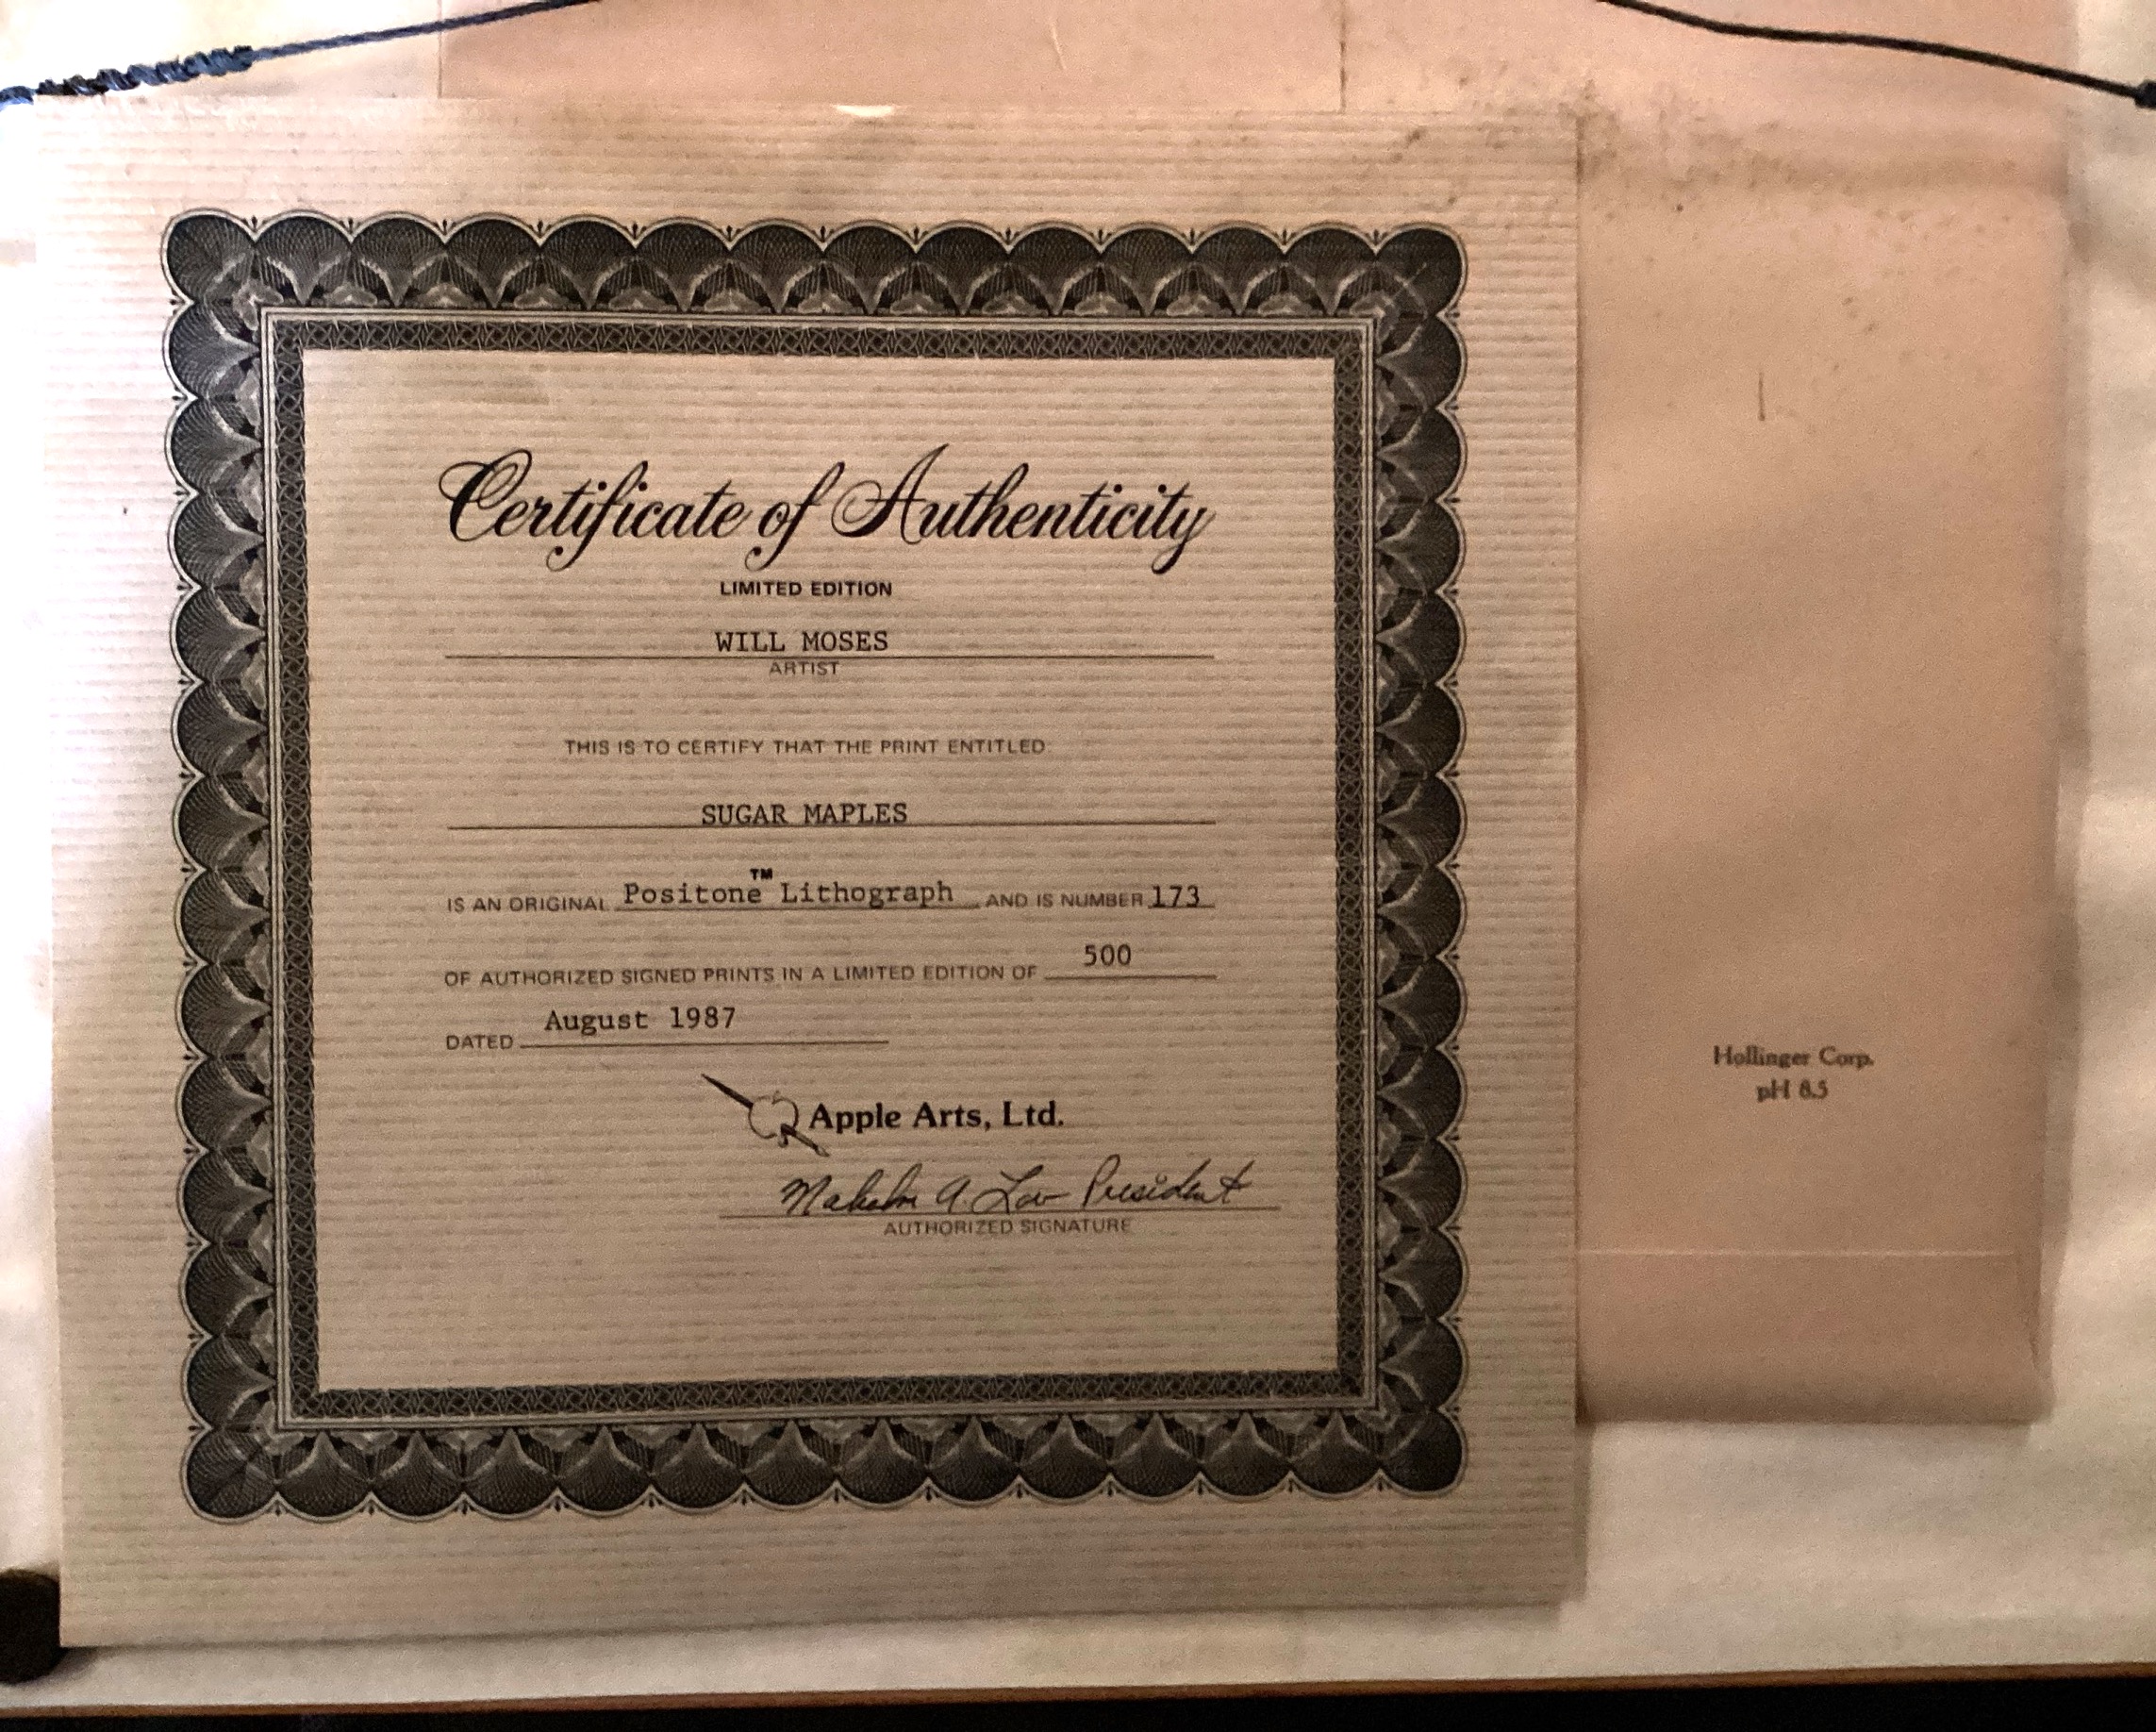 Certificate of Authenticity
LIMITED EDITION
WILL MOSES
ARTIST
THIS IS TO CERTIFY THAT THE PRINT ENTITLED:
SUGAR MAPLES
IS AN ORIGINAL Positone™ Lithograph AND IS NUMBER 173
OF AUTHORIZED SIGNED PRINTS IN A LIMITED EDITION OF 500
DATED August 1987
Apple Arts, Ltd.
A. President
AUTHORIZED SIGNATURE
Hollinger Corp.
pH 8.5